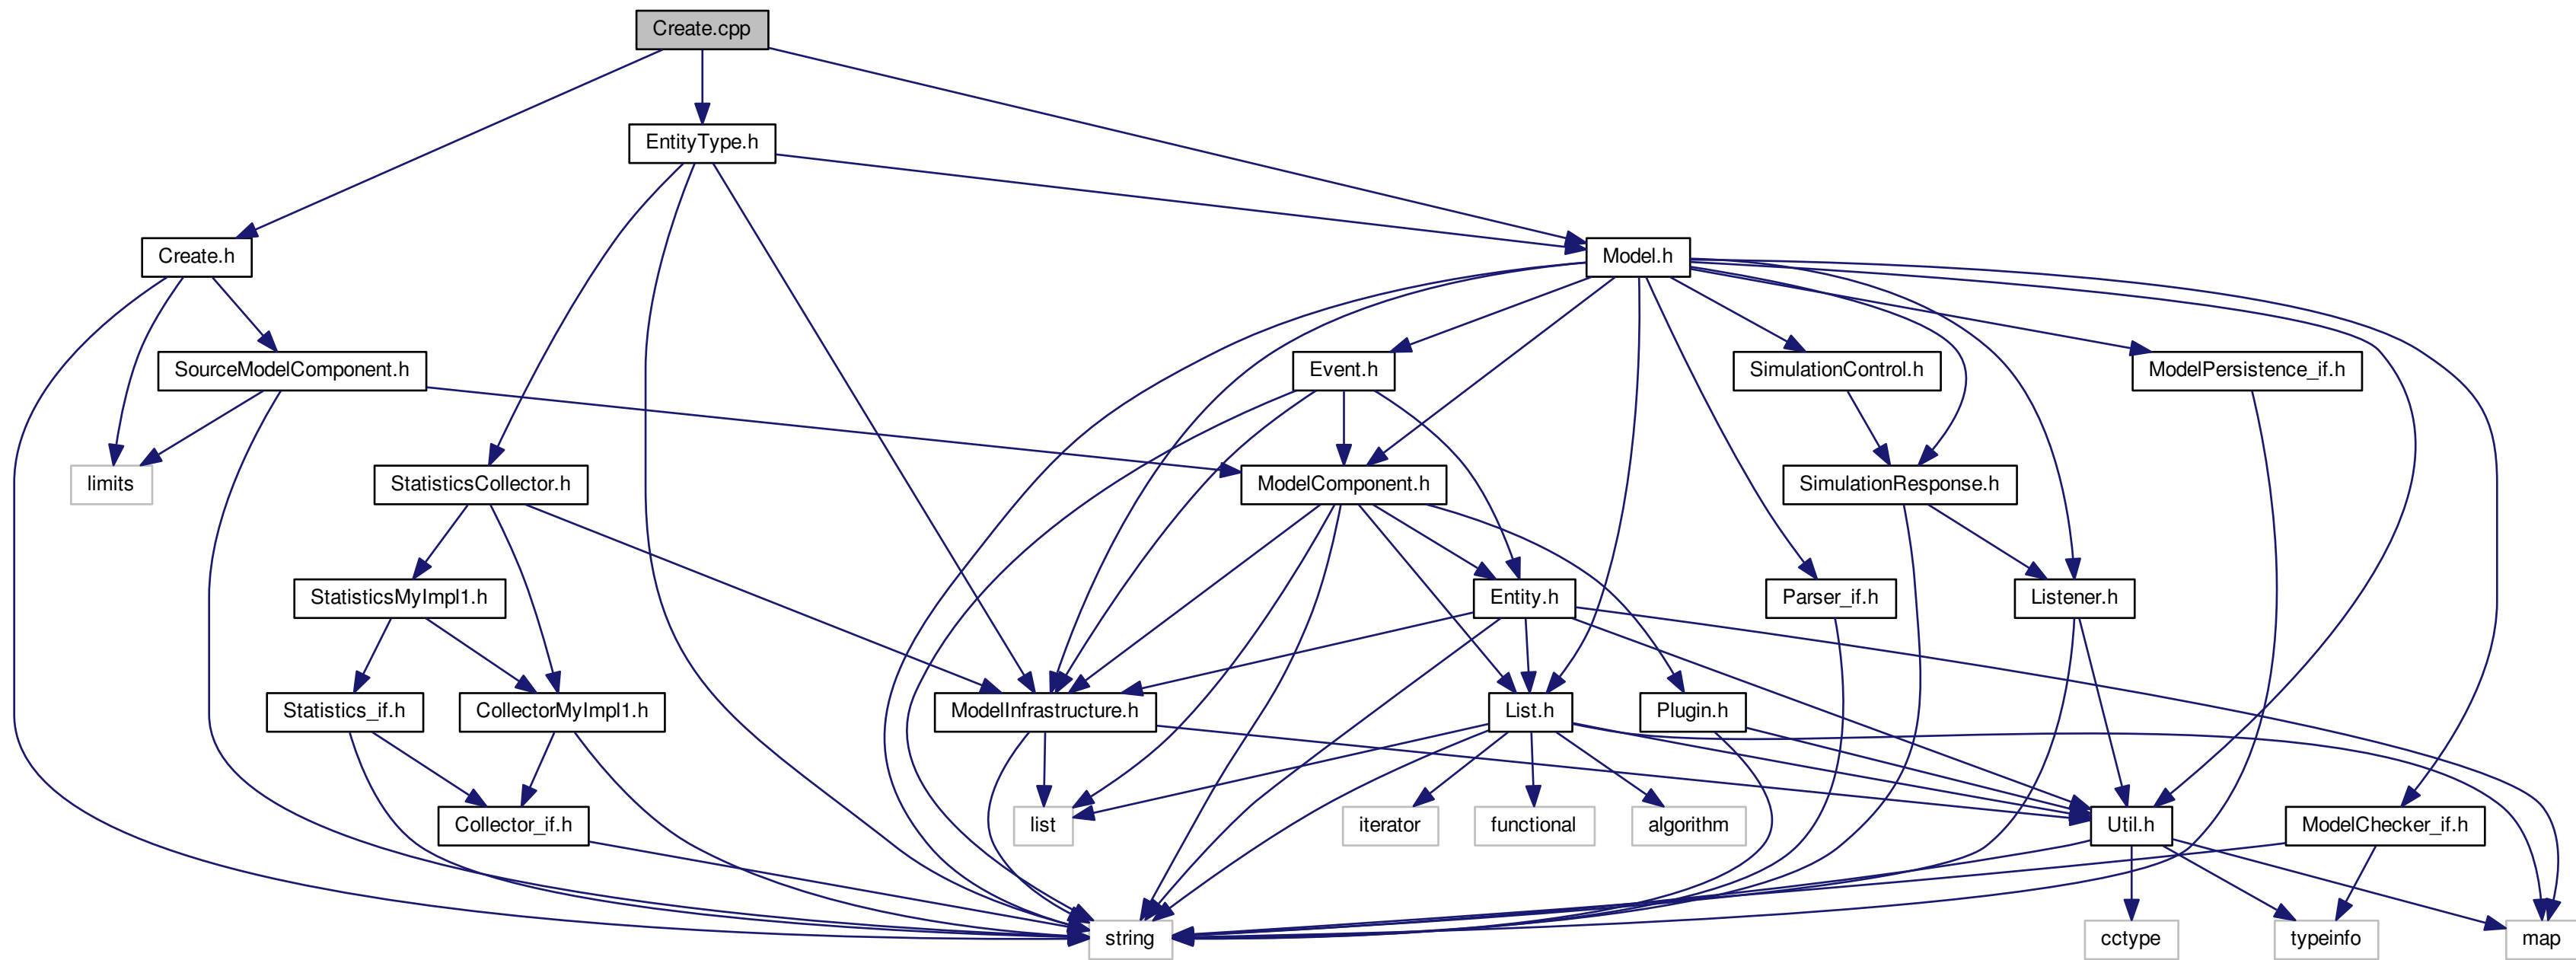 Create.cpp
EntityType.h
Create.h
Model.h
SourceModelComponent.h
Event.h
SimulationControl.h
ModelPersistence_if.h
limits
StatisticsCollector.h
ModelComponent.h
SimulationResponse.h
StatisticsMyImpl1.h
Entity.h
Parser_if.h
Listener.h
Statistics_if.h
CollectorMyImpl1.h
ModelInfrastructure.h
List.h
Plugin.h
Collector_if.h
list
iterator
functional
algorithm
Util.h
ModelChecker_if.h
string
cctype
typeinfo
map